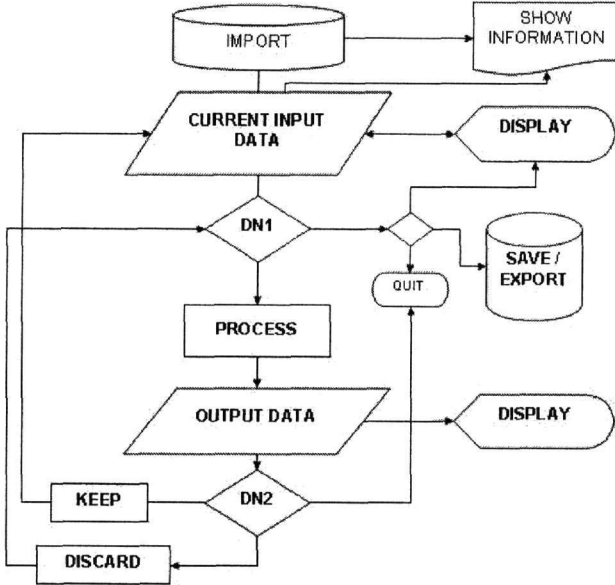 IMPORT
SHOW
INFORMATION
CURRENT INPUT
DATA
DISPLAY
DN1
SAVE /
EXPORT
QUIT
PROCESS
OUTPUT DATA
DISPLAY
KEEP
DN2
DISCARD